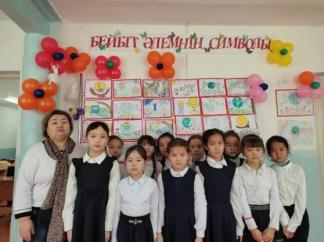 БЕЙБІТ ӘЛЕМНІҢ СИМВОЛЫ